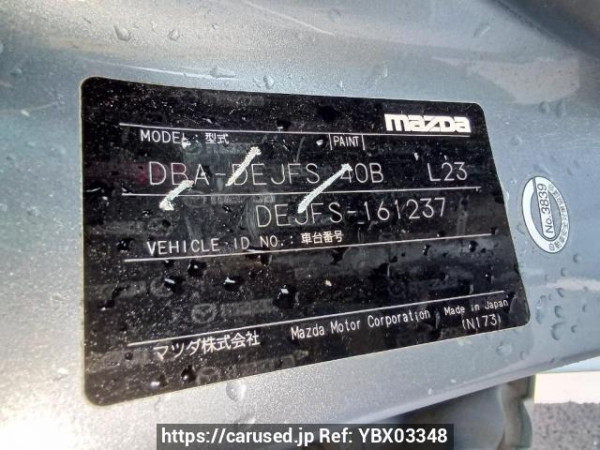 mazda
MODEL: 型式 PAINT
DBA-DEJFS 40B L23
DEJFS-161237
VEHICLE ID NO.: 車台番号
マツダ株式会社 Mazda Motor Corporation Made in Japan
(N173)
No.3839
https://carused.jp Ref: YBX03348